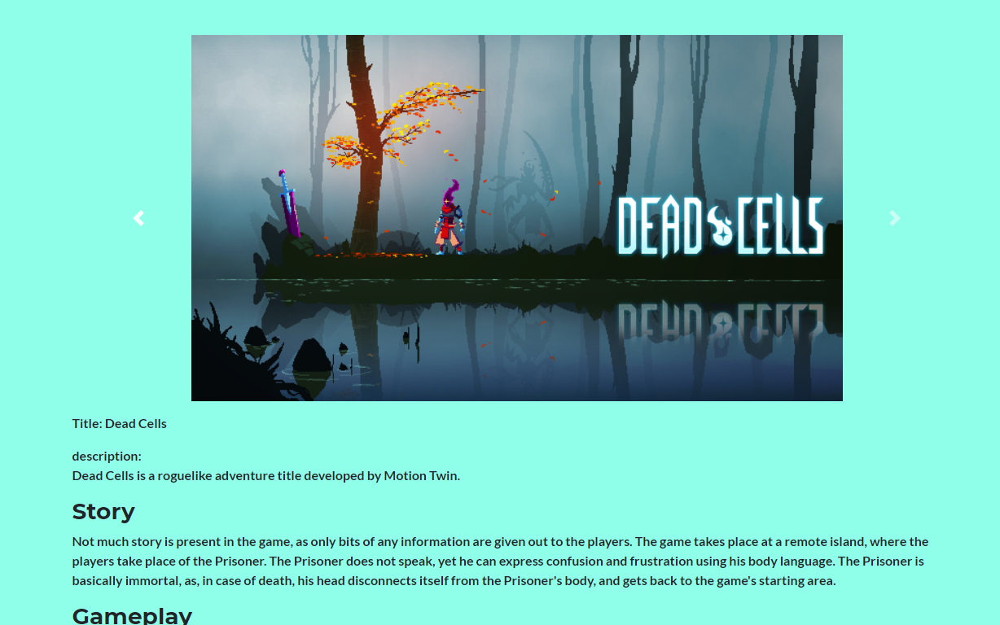 DEAD CELLS
Title: Dead Cells
description:
Dead Cells is a roguelike adventure title developed by Motion Twin.
Story
Not much story is present in the game, as only bits of any information are given out to the players. The game takes place at a remote island, where the
players take place of the Prisoner. The Prisoner does not speak, yet he can express confusion and frustration using his body language. The Prisoner is
basically immortal, as, in case of death, his head disconnects itself from the Prisoner's body, and gets back to the game's starting area.
Gameplay